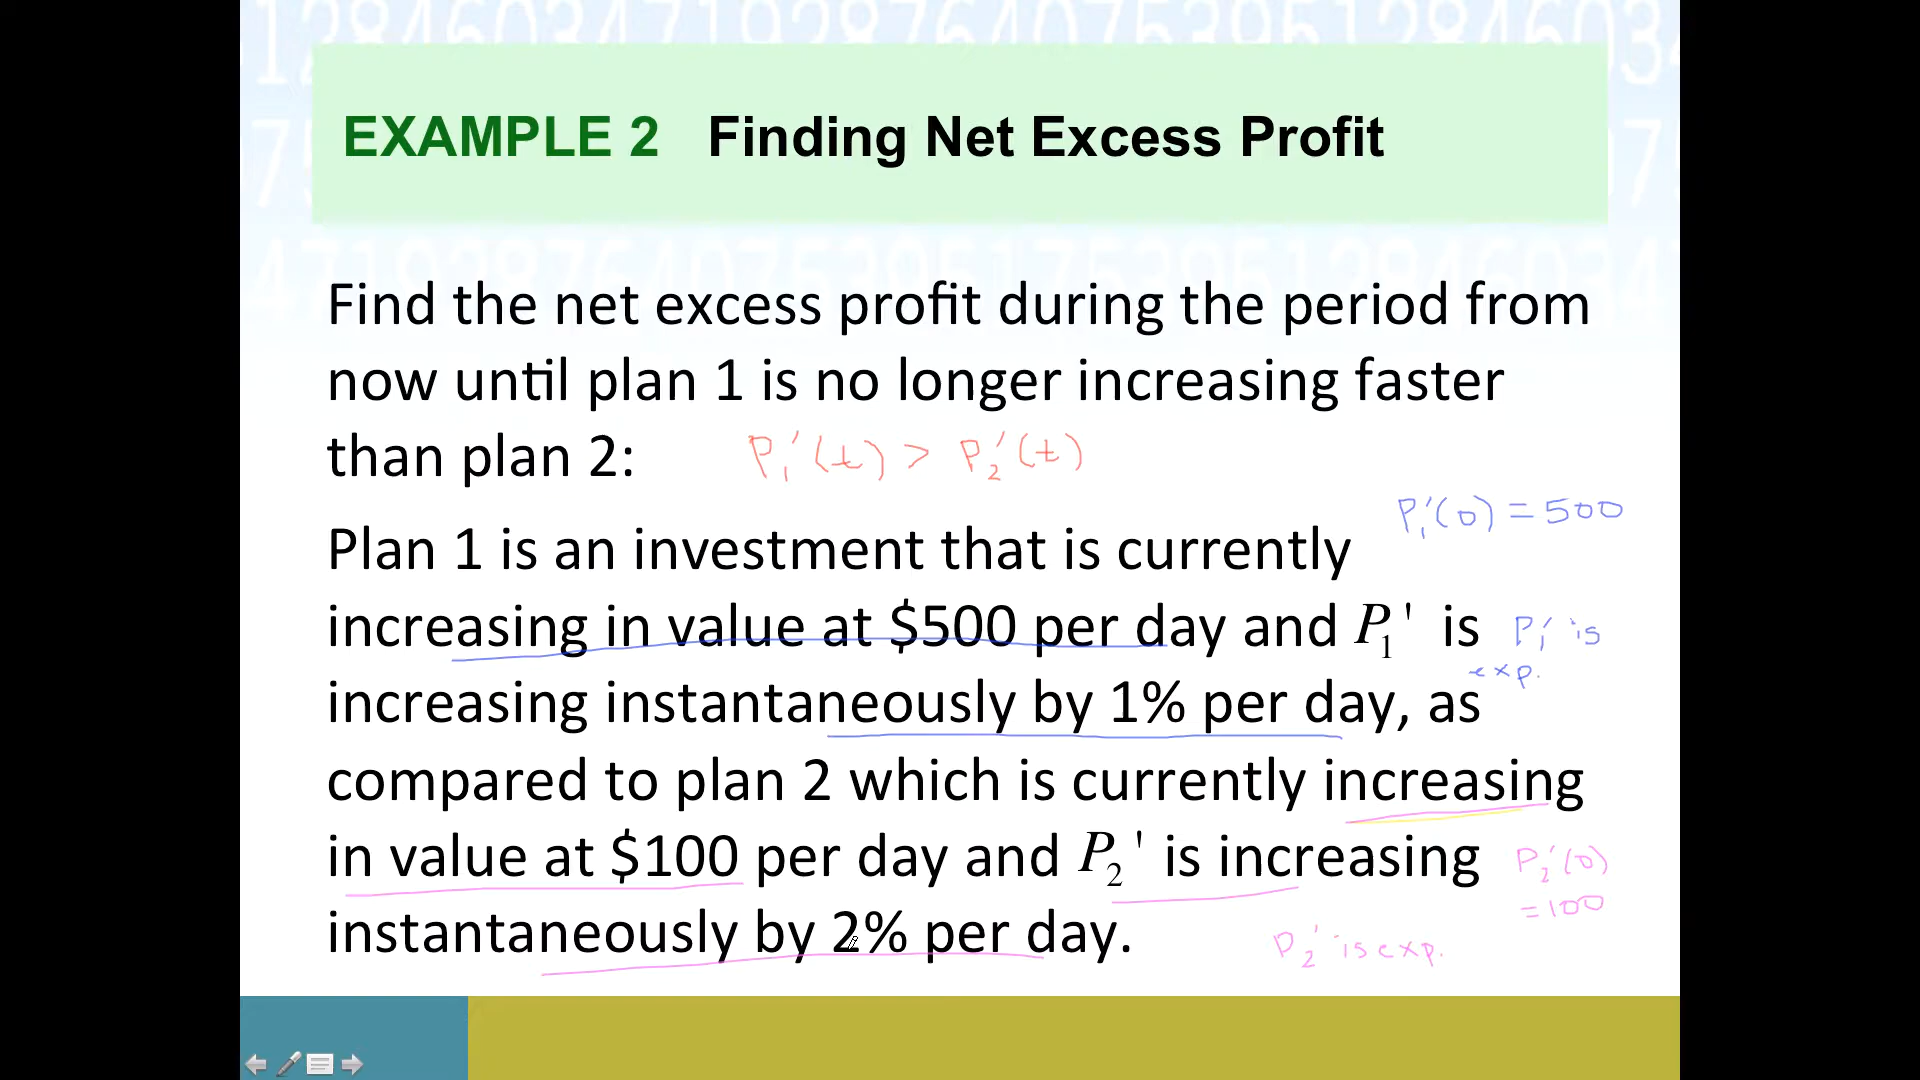 EXAMPLE 2 Finding Net Excess Profit
Find the net excess profit during the period from
now until plan 1 is no longer increasing faster
than plan 2: P₁'(t) > P₂'(t)
P₁'(0) = 500
Plan 1 is an investment that is currently
increasing in value at $500 per day and P₁' is
P₁' is
exp.
increasing instantaneously by 1% per day, as
compared to plan 2 which is currently increasing
in value at $100 per day and P₂' is increasing
P₂'(0)
=100
instantaneously by 2% per day.
P₂' is exp.